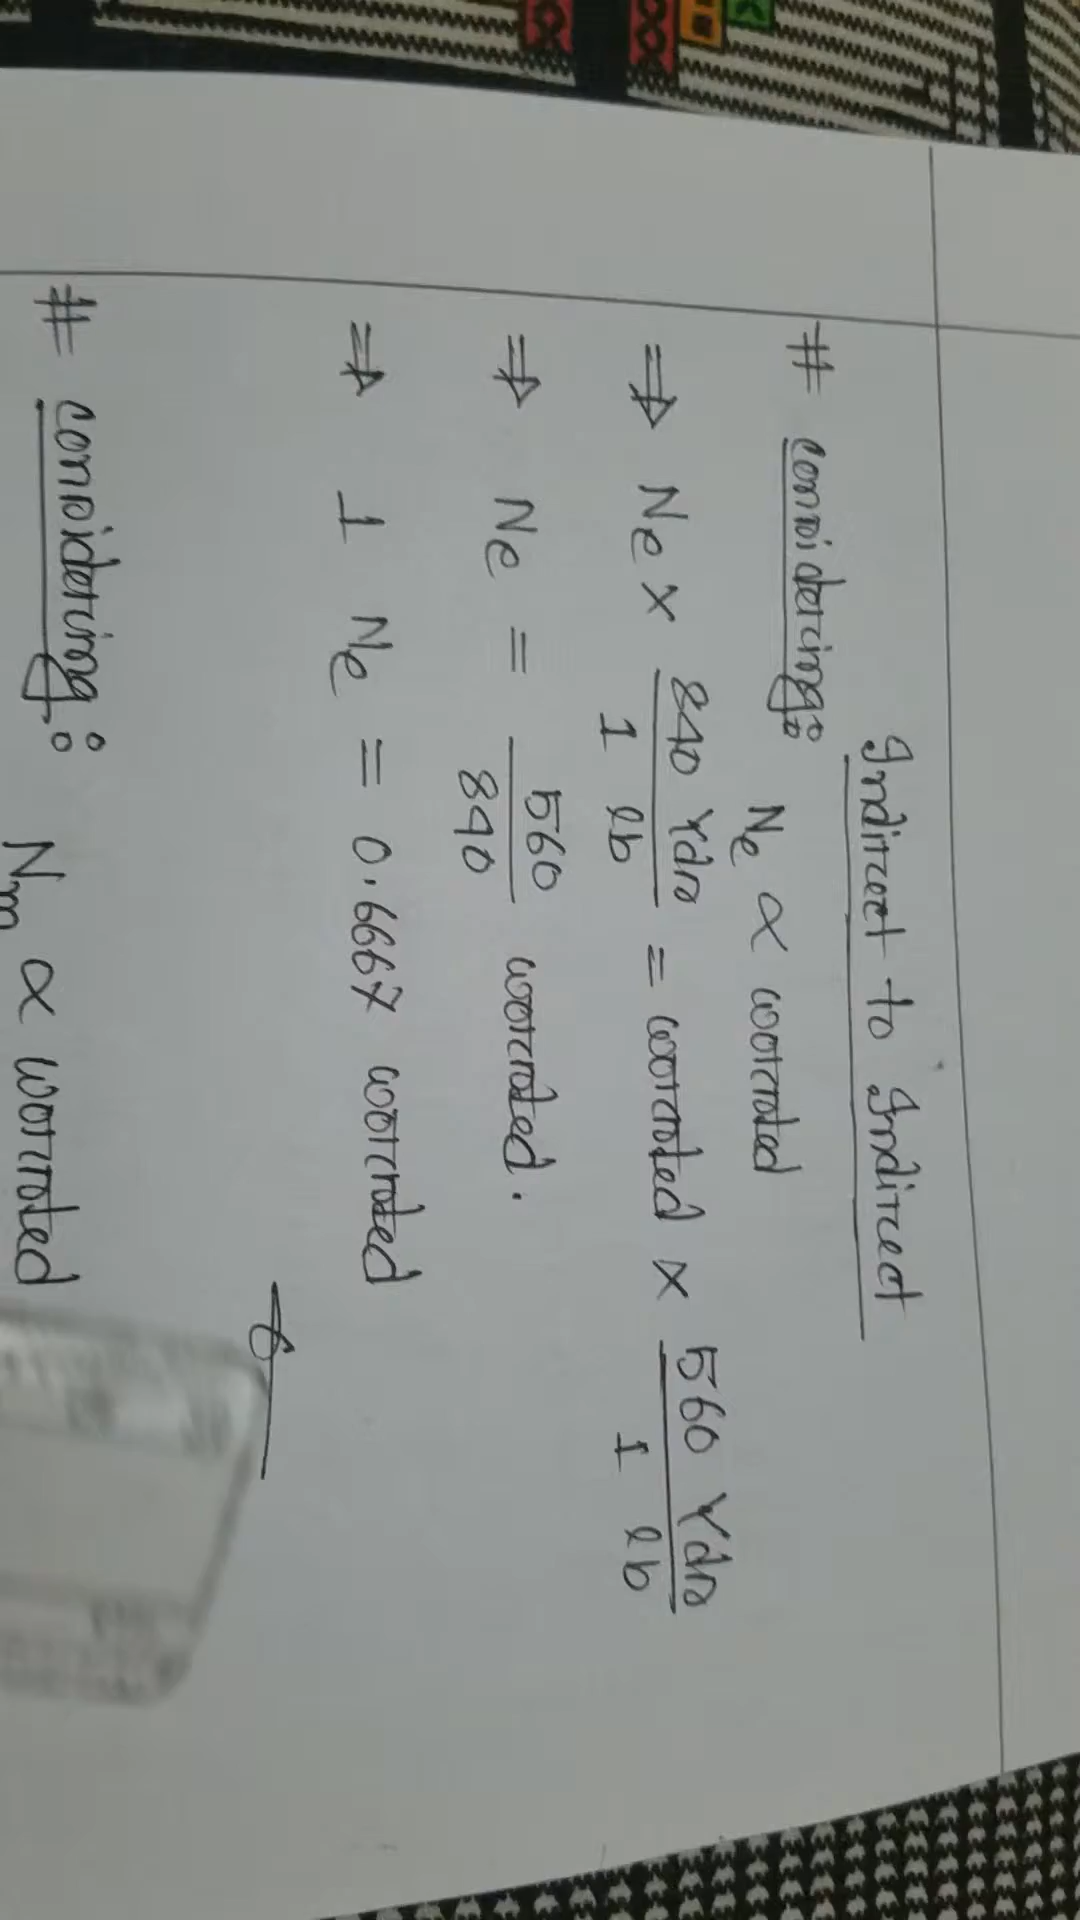 Indirect to Indirect
# considering: Ne ∝ worsted
⇒ Ne × 840 Yds / 1 lb = worsted × 560 Yds / 1 lb
⇒ Ne = 560 / 840 worsted.
⇒ 1 Ne = 0.6667 worsted
# considering: Nm ∝ worsted